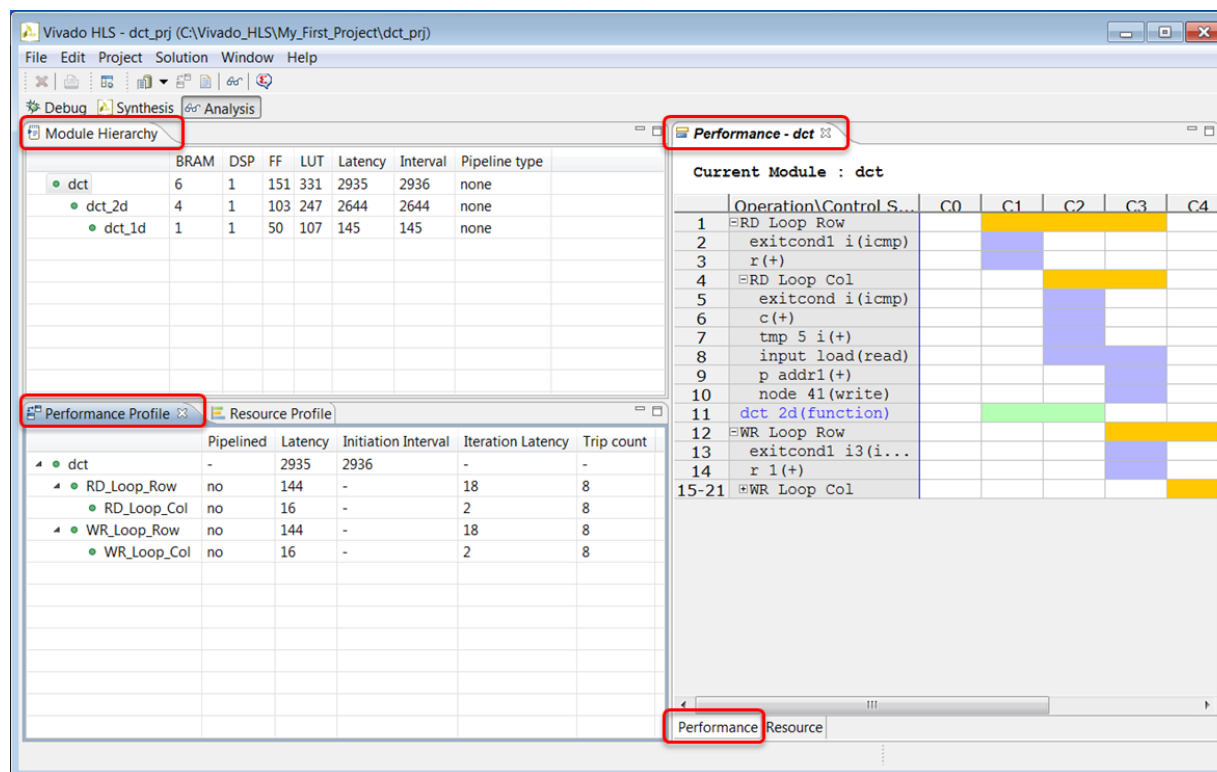 Vivado HLS - dct_prj (C:\Vivado_HLS\My_First_Project\dct_prj)
File Edit Project Solution Window Help
Debug Synthesis Analysis
Module Hierarchy
BRAM DSP FF LUT Latency Interval Pipeline type
dct 6 1 151 331 2935 2936 none
dct_2d 4 1 103 247 2644 2644 none
dct_1d 1 1 50 107 145 145 none
Performance Profile Resource Profile
Pipelined Latency Initiation Interval Iteration Latency Trip count
dct - 2935 2936 - -
RD_Loop_Row no 144 - 18 8
RD_Loop_Col no 16 - 2 8
WR_Loop_Row no 144 - 18 8
WR_Loop_Col no 16 - 2 8
Performance - dct
Current Module : dct
Operation\Control S... C0 C1 C2 C3 C4
1 RD Loop Row
2 exitcond1 i(icmp)
3 r(+)
4 RD Loop Col
5 exitcond i(icmp)
6 c(+)
7 tmp 5 i(+)
8 input load(read)
9 p addr1(+)
10 node 41(write)
11 dct 2d(function)
12 WR Loop Row
13 exitcond1 i3(i...
14 r 1(+)
15-21 WR Loop Col
Performance Resource